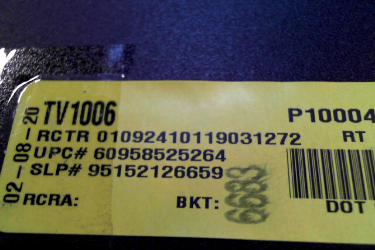 02-08-20
TV1006 P10004
RCTR 01092410119031272 RT
UPC# 60958525264
SLP# 95152126659
RCRA: BKT: 6683 DOT